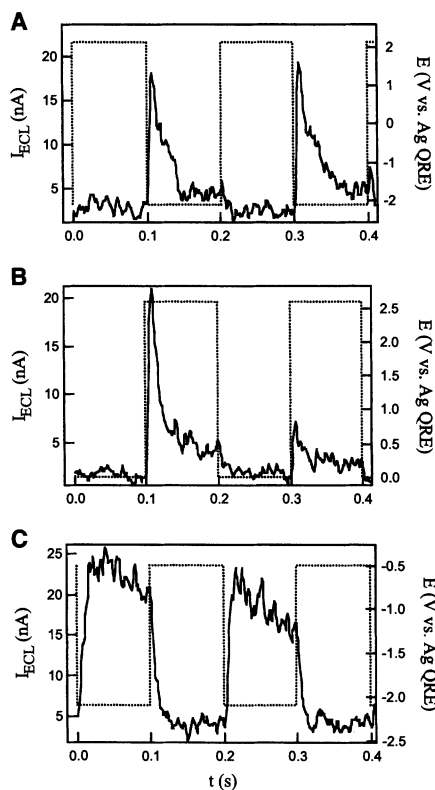 A
I_ECL (nA)
20
15
10
5
2
1
0
-1
-2
E (V vs. Ag QRE)
0.0 0.1 0.2 0.3 0.4
B
I_ECL (nA)
20
15
10
5
2.5
2.0
1.5
1.0
0.5
0.0
E (V vs. Ag QRE)
0.0 0.1 0.2 0.3 0.4
C
I_ECL (nA)
25
20
15
10
5
-0.5
-1.0
-1.5
-2.0
-2.5
E (V vs. Ag QRE)
0.0 0.1 0.2 0.3 0.4
t (s)